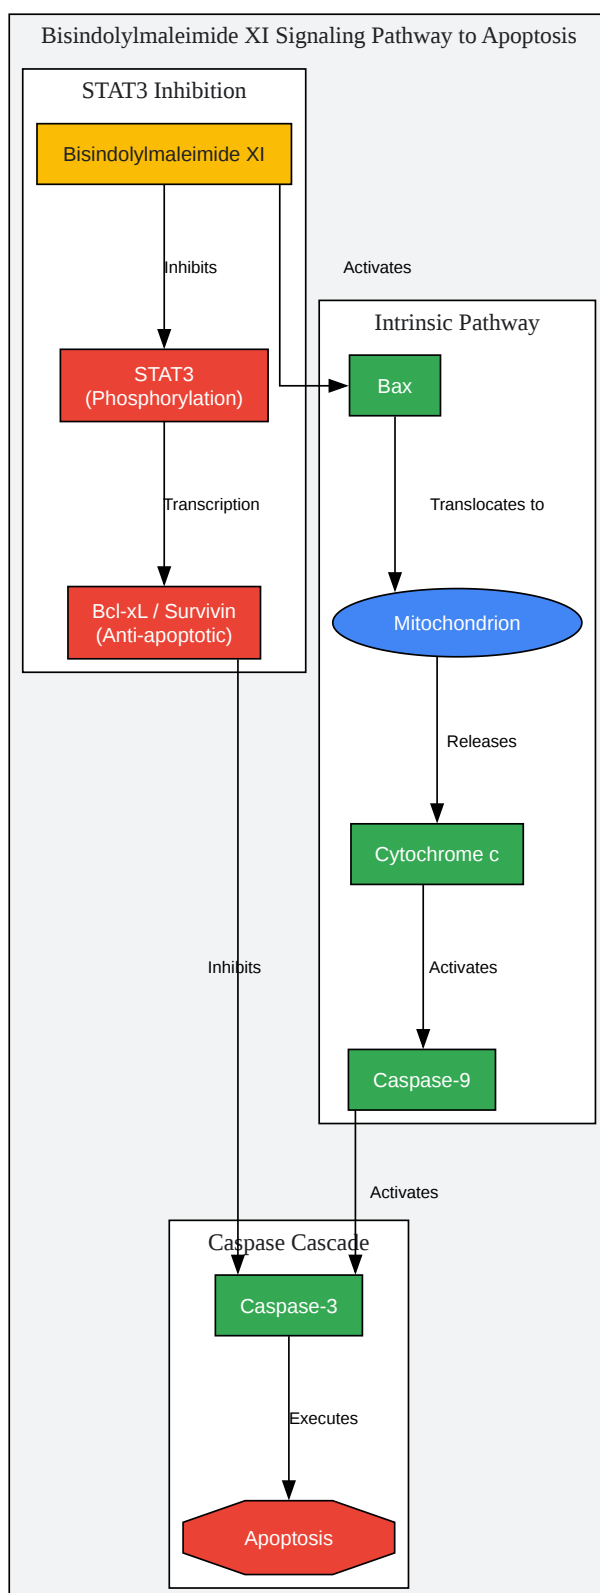 Bisindolylmaleimide XI Signaling Pathway to Apoptosis
STAT3 Inhibition
Bisindolylmaleimide XI
Inhibits
Activates
Intrinsic Pathway
STAT3
(Phosphorylation)
Bax
Transcription
Translocates to
Bcl-xL / Survivin
(Anti-apoptotic)
Mitochondrion
Releases
Cytochrome c
Inhibits
Activates
Caspase-9
Activates
Caspase Cascade
Caspase-3
Executes
Apoptosis